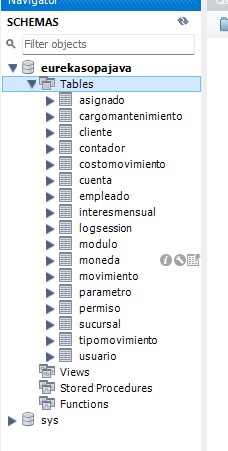 Navigator
SCHEMAS
Filter objects
eurekasopajava
Tables
asignado
cargomantenimiento
cliente
contador
costomovimiento
cuenta
empleado
interesmensual
logsession
modulo
moneda
movimiento
parametro
permiso
sucursal
tipomovimiento
usuario
Views
Stored Procedures
Functions
sys